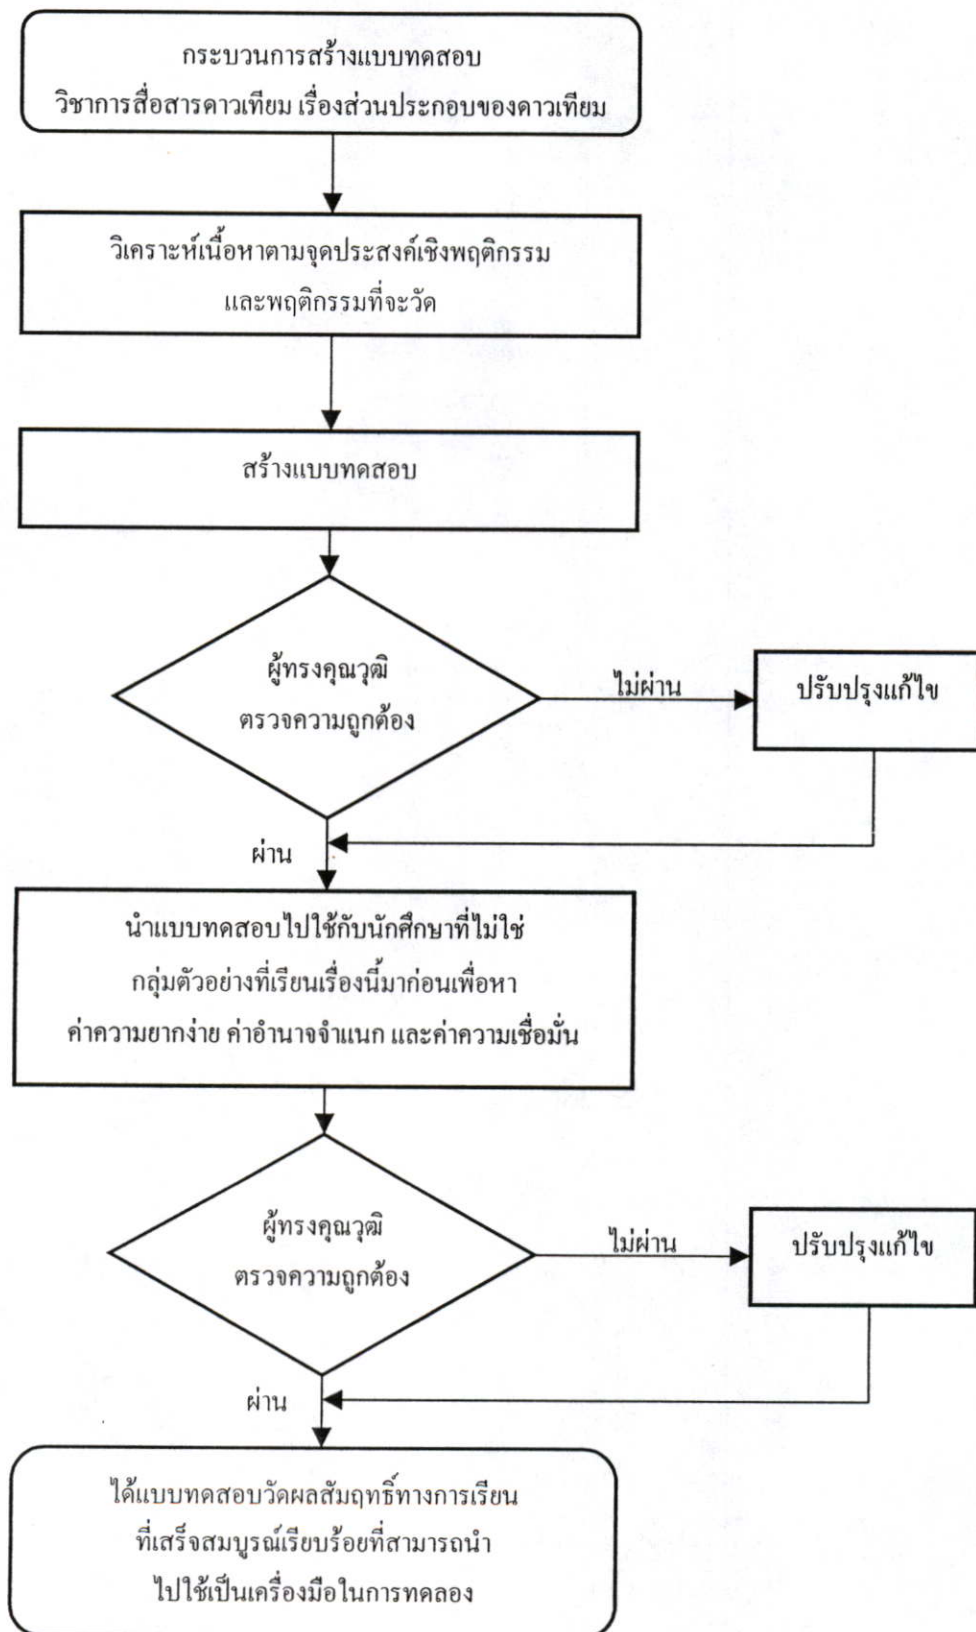 กระบวนการสร้างแบบทดสอบ
วิชาการสื่อสารดาวเทียม เรื่องส่วนประกอบของดาวเทียม
วิเคราะห์เนื้อหาตามจุดประสงค์เชิงพฤติกรรม
และพฤติกรรมที่จะวัด
สร้างแบบทดสอบ
ผู้ทรงคุณวุฒิ
ตรวจความถูกต้อง
ไม่ผ่าน
ปรับปรุงแก้ไข
ผ่าน
นำแบบทดสอบไปใช้กับนักศึกษาที่ไม่ใช่
กลุ่มตัวอย่างที่เรียนเรื่องนี้มาก่อนเพื่อหา
ค่าความยากง่าย ค่าอำนาจจำแนก และค่าความเชื่อมั่น
ผู้ทรงคุณวุฒิ
ตรวจความถูกต้อง
ไม่ผ่าน
ปรับปรุงแก้ไข
ผ่าน
ได้แบบทดสอบวัดผลสัมฤทธิ์ทางการเรียน
ที่เสร็จสมบูรณ์เรียบร้อยที่สามารถนำ
ไปใช้เป็นเครื่องมือในการทดลอง